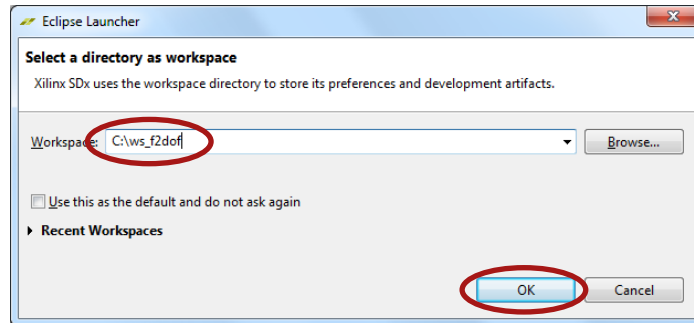 Eclipse Launcher
Select a directory as workspace
Xilinx SDx uses the workspace directory to store its preferences and development artifacts.
Workspace: C:\ws_f2dof Browse...
Use this as the default and do not ask again
Recent Workspaces
OK Cancel